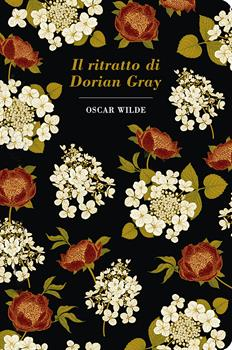 Il ritratto di
Dorian Gray
OSCAR WILDE